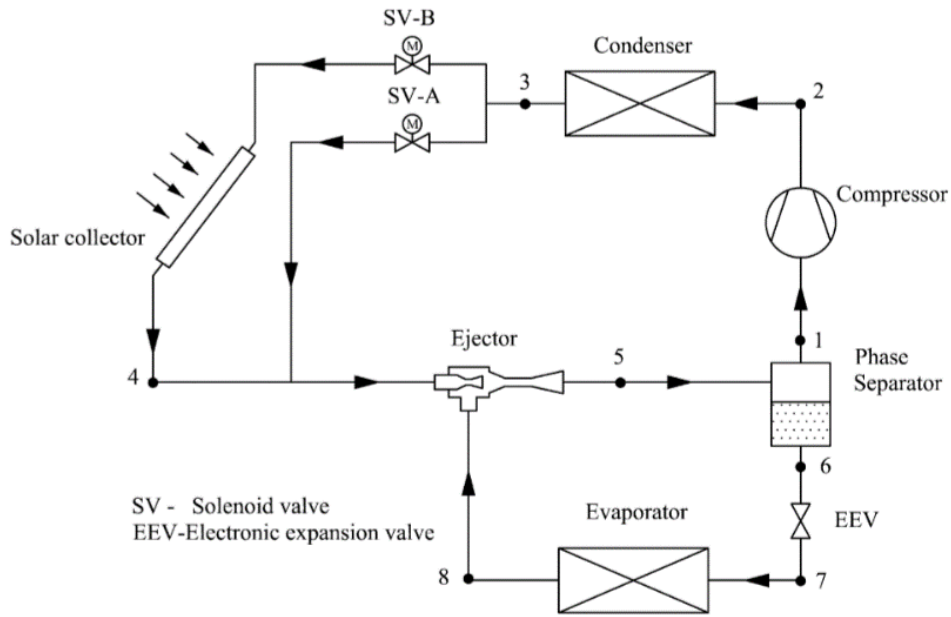 SV-B
M
Condenser
3
2
SV-A
M
Compressor
Solar collector
Ejector
1
4
5
Phase
Separator
6
SV - Solenoid valve
EEV-Electronic expansion valve
Evaporator
EEV
8
7